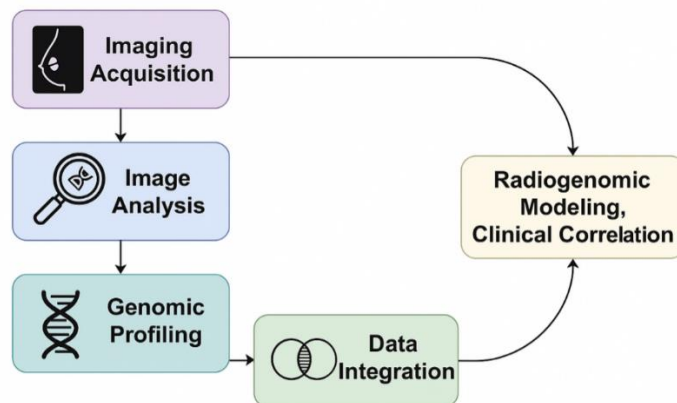 Imaging
Acquisition
Image
Analysis
Genomic
Profiling
Data
Integration
Radiogenomic
Modeling,
Clinical Correlation